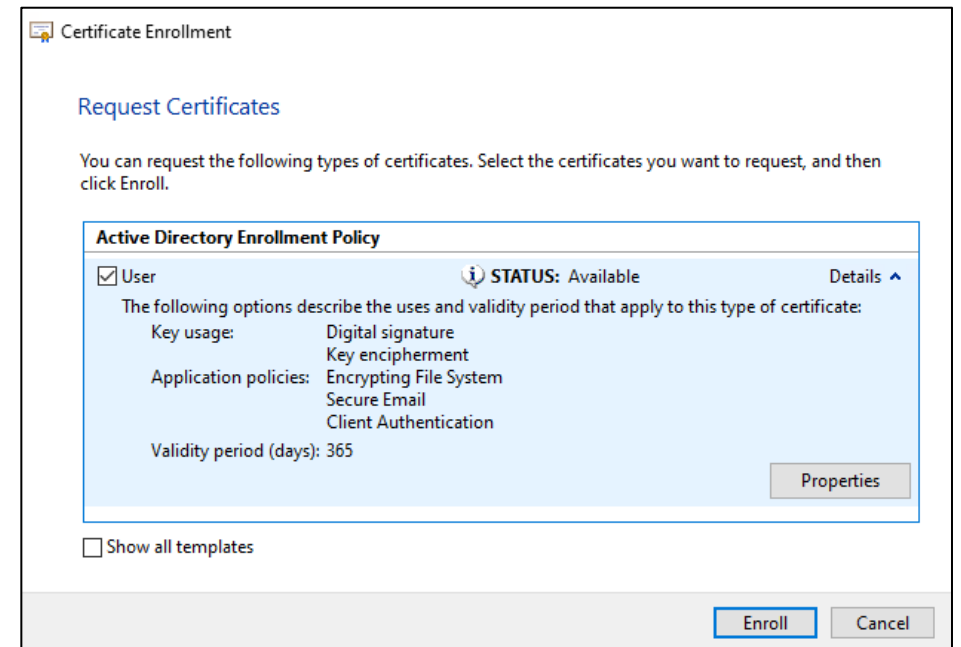 Certificate Enrollment
Request Certificates
You can request the following types of certificates. Select the certificates you want to request, and then
click Enroll.
Active Directory Enrollment Policy
User STATUS: Available Details
The following options describe the uses and validity period that apply to this type of certificate:
Key usage: Digital signature
Key encipherment
Application policies: Encrypting File System
Secure Email
Client Authentication
Validity period (days): 365
Properties
Show all templates
Enroll Cancel